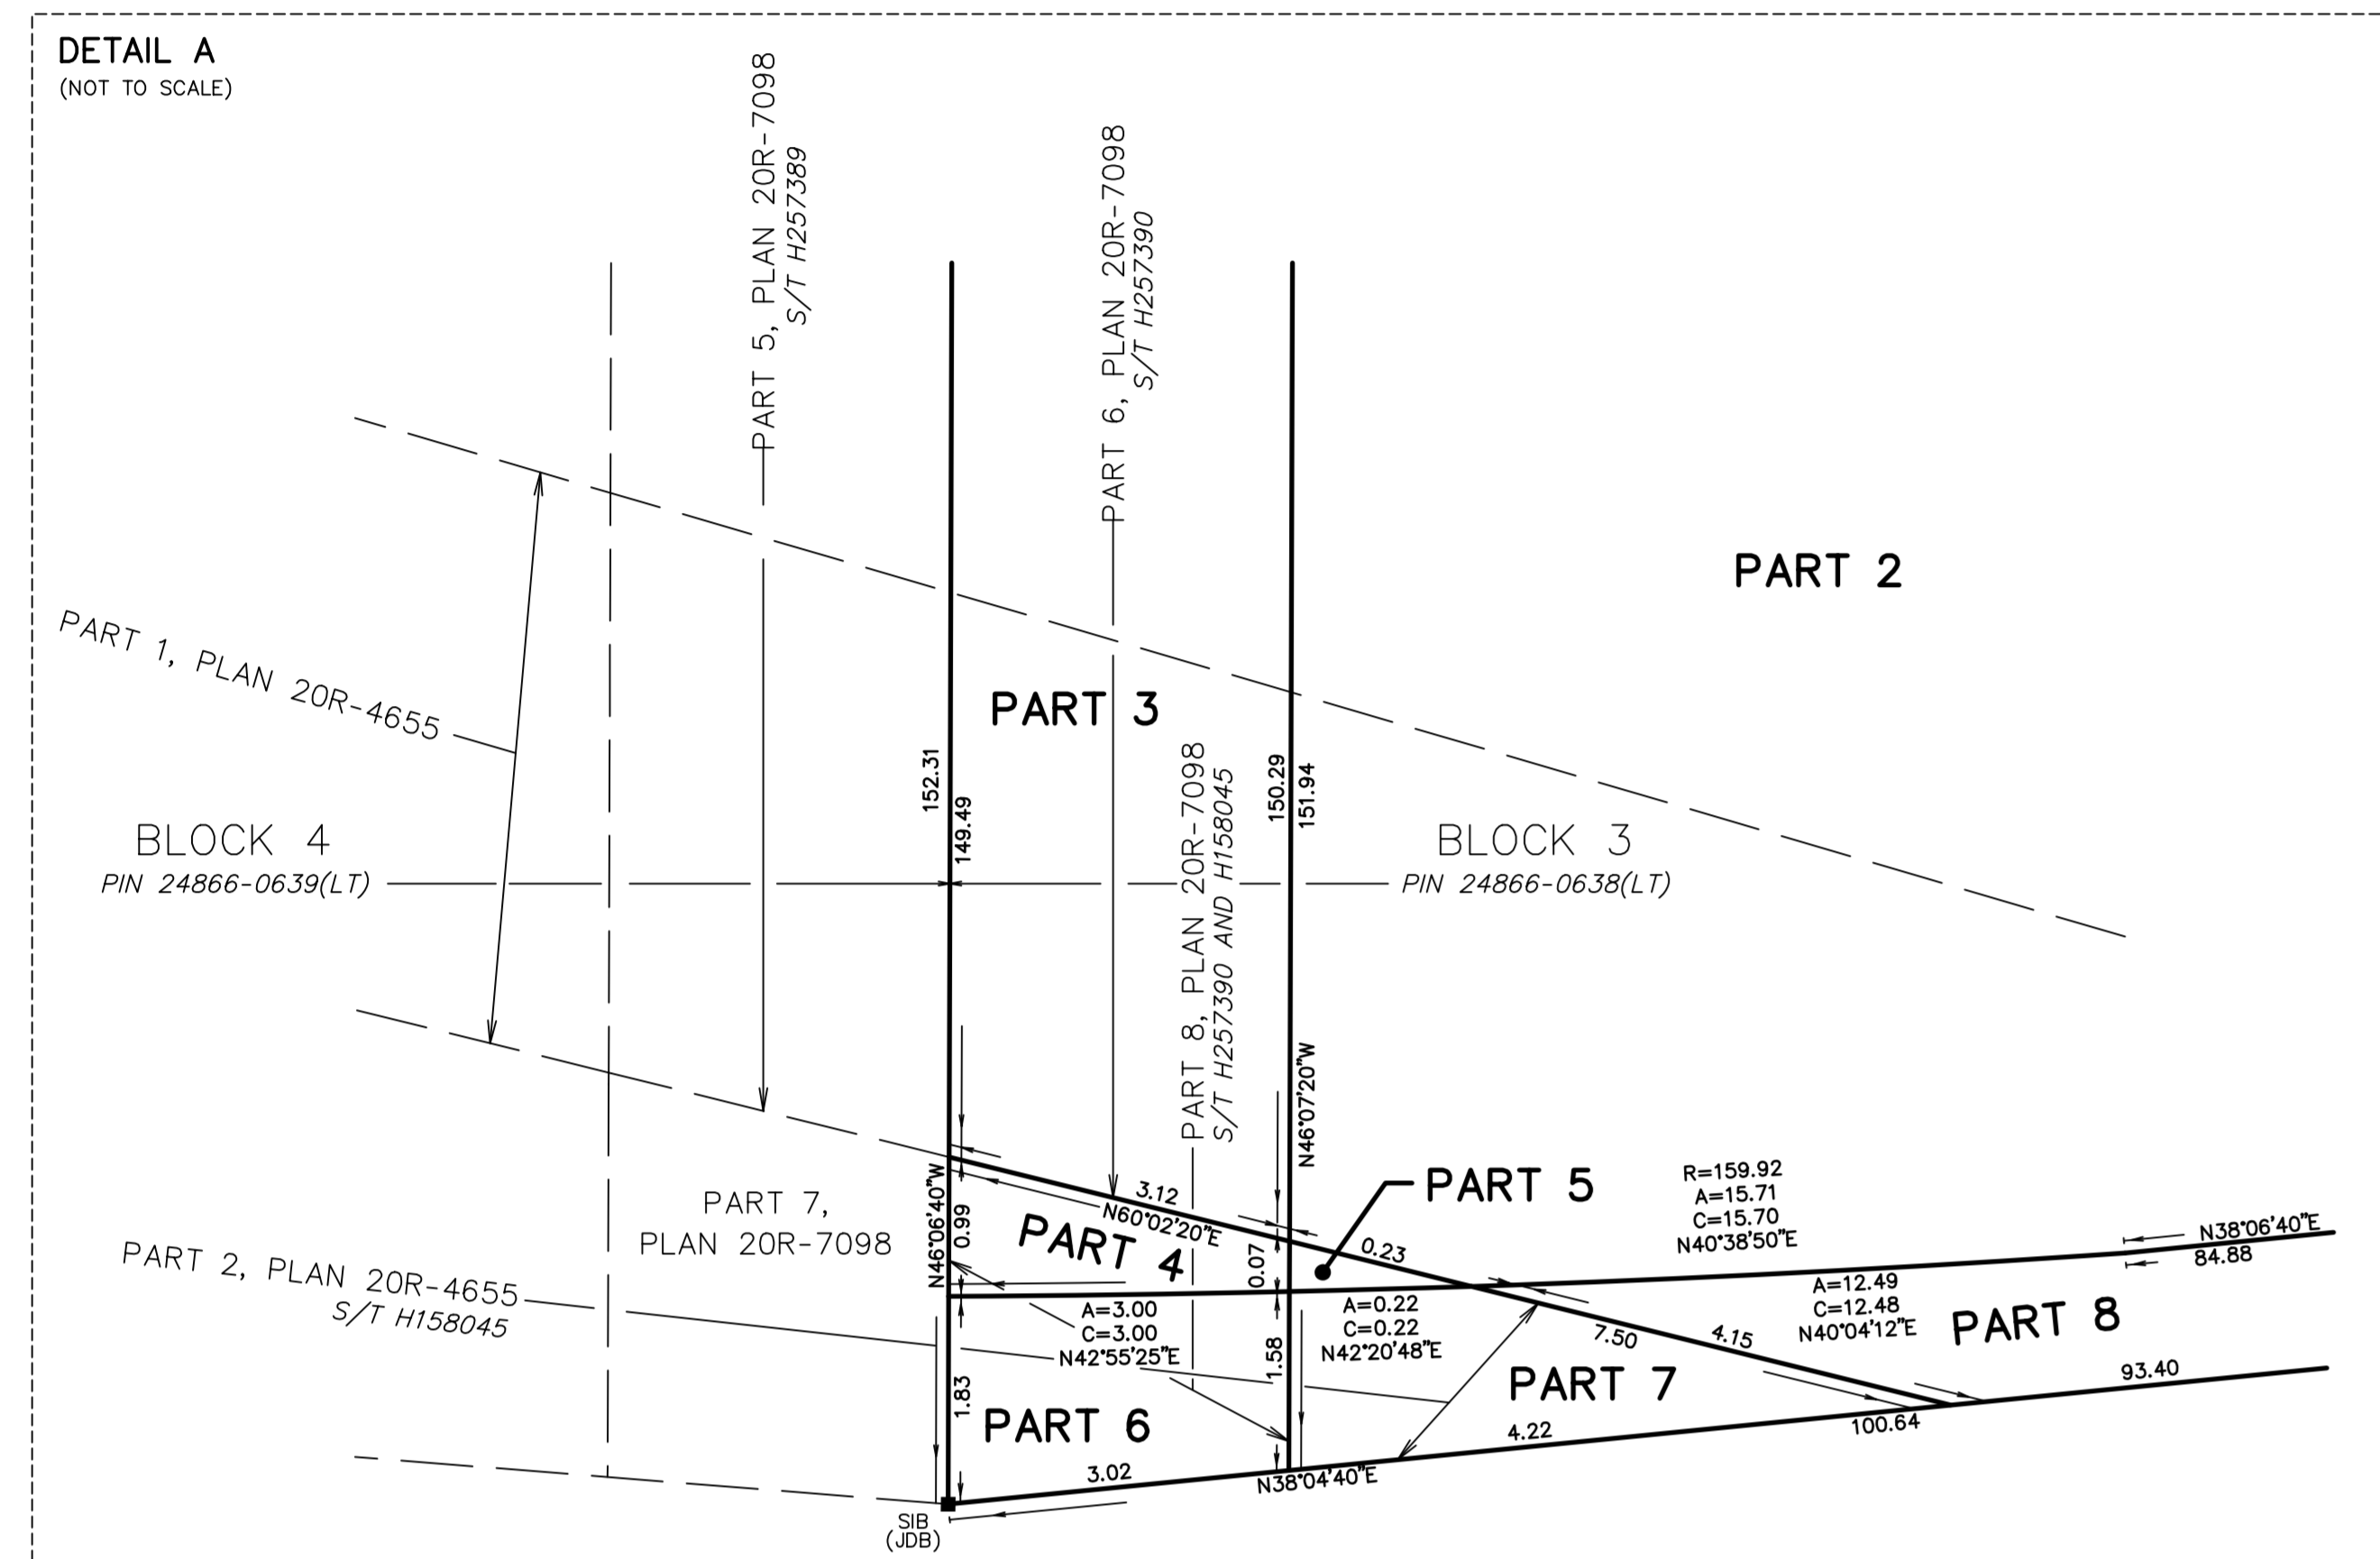 DETAIL A
(NOT TO SCALE)
PART 5, PLAN 20R-7098
S/T H257389
PART 6, PLAN 20R-7098
S/T H257390
PART 2
PART 1, PLAN 20R-4655
PART 3
152.31
149.49
150.29
151.94
BLOCK 4
PIN 24866-0639(LT)
BLOCK 3
PIN 24866-0638(LT)
PART 8, PLAN 20R-7098
S/T H257390 AND H158045
N46°07'20"W
N46°06'40"W
0.99
3.12
N60°02'20"E
PART 4
0.07
PART 5
0.23
R=159.92
A=15.71
C=15.70
N40°38'50"E
N38°06'40"E
84.88
PART 7,
PLAN 20R-7098
PART 2, PLAN 20R-4655
S/T H158045
A=3.00
C=3.00
N42°55'25"E
A=0.22
C=0.22
N42°20'48"E
1.58
1.83
7.50
4.15
A=12.49
C=12.48
N40°04'12"E
PART 8
PART 7
PART 6
93.40
100.64
4.22
3.02
N38°04'40"E
SIB
(JDB)